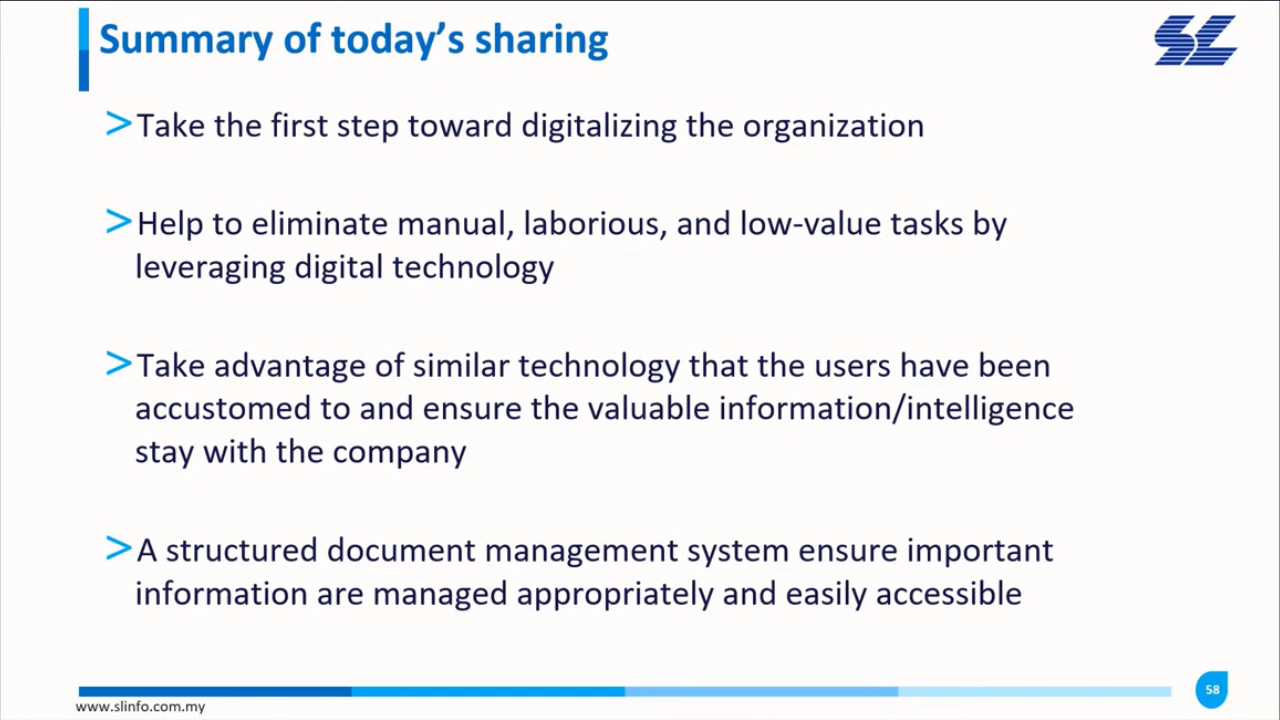 Summary of today’s sharing
SL
> Take the first step toward digitalizing the organization
> Help to eliminate manual, laborious, and low-value tasks by
leveraging digital technology
> Take advantage of similar technology that the users have been
accustomed to and ensure the valuable information/intelligence
stay with the company
> A structured document management system ensure important
information are managed appropriately and easily accessible
58
www.slinfo.com.my